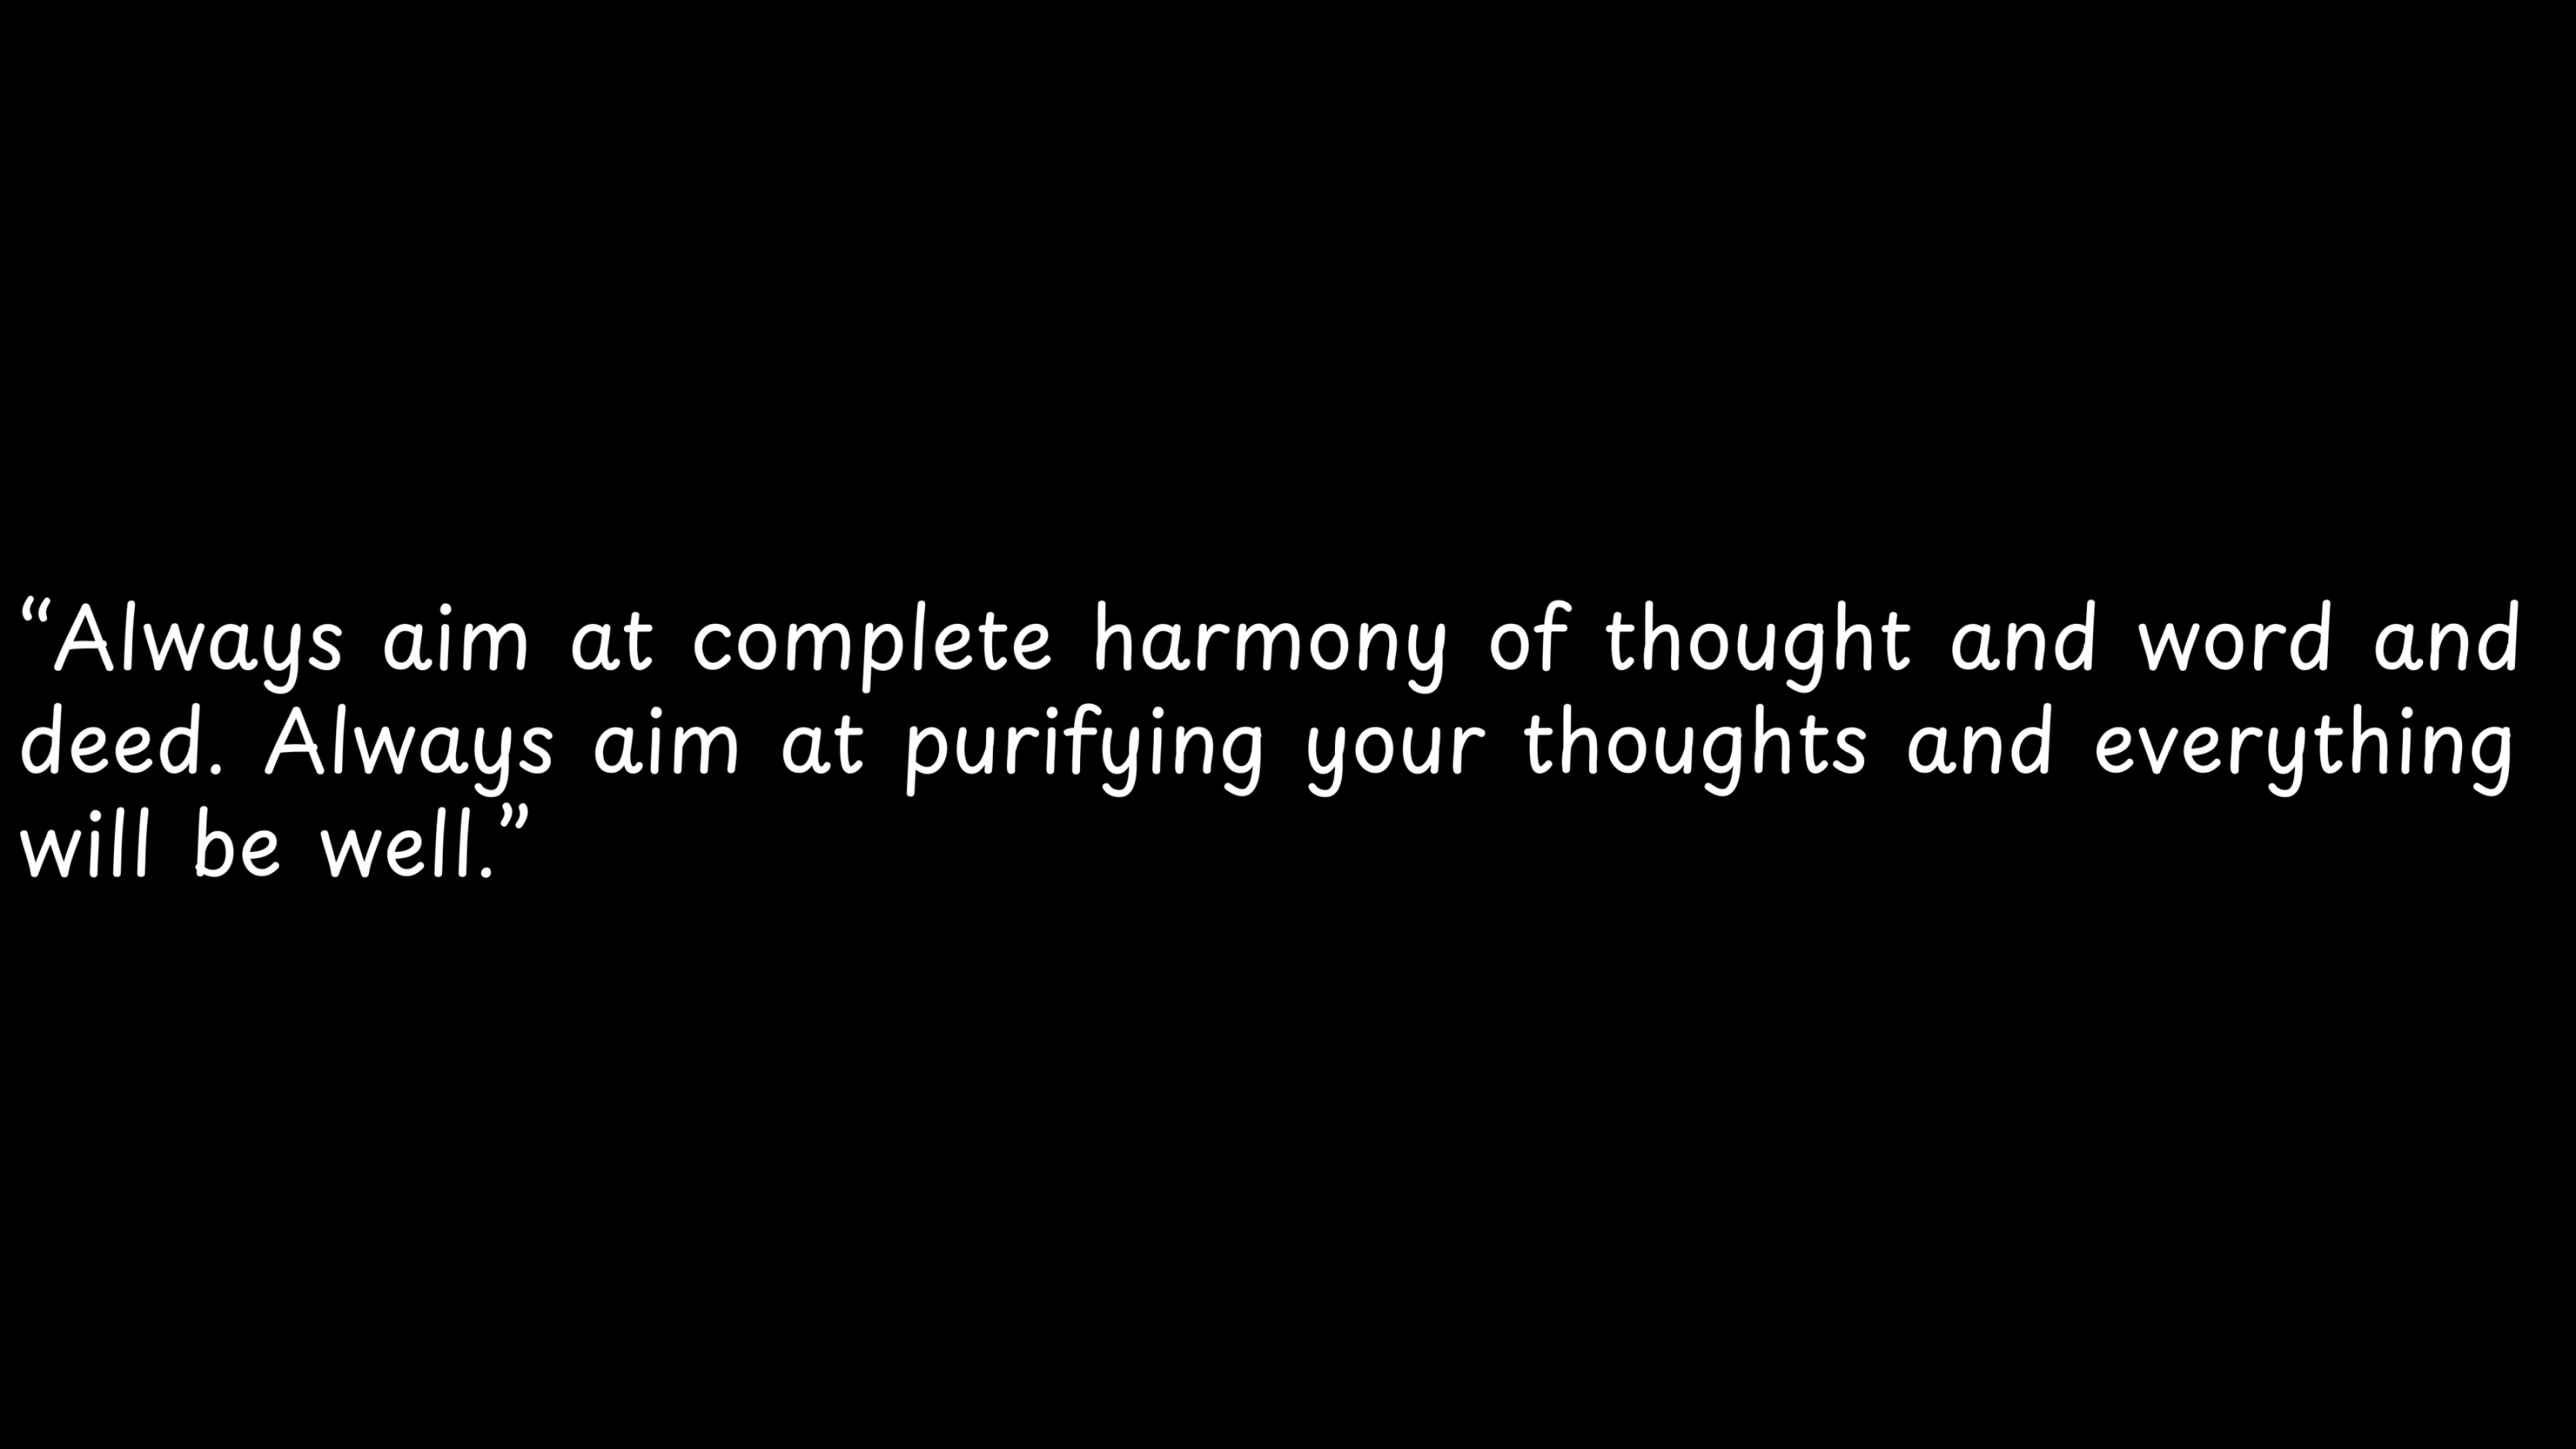 “Always aim at complete harmony of thought and word and
deed. Always aim at purifying your thoughts and everything
will be well.”